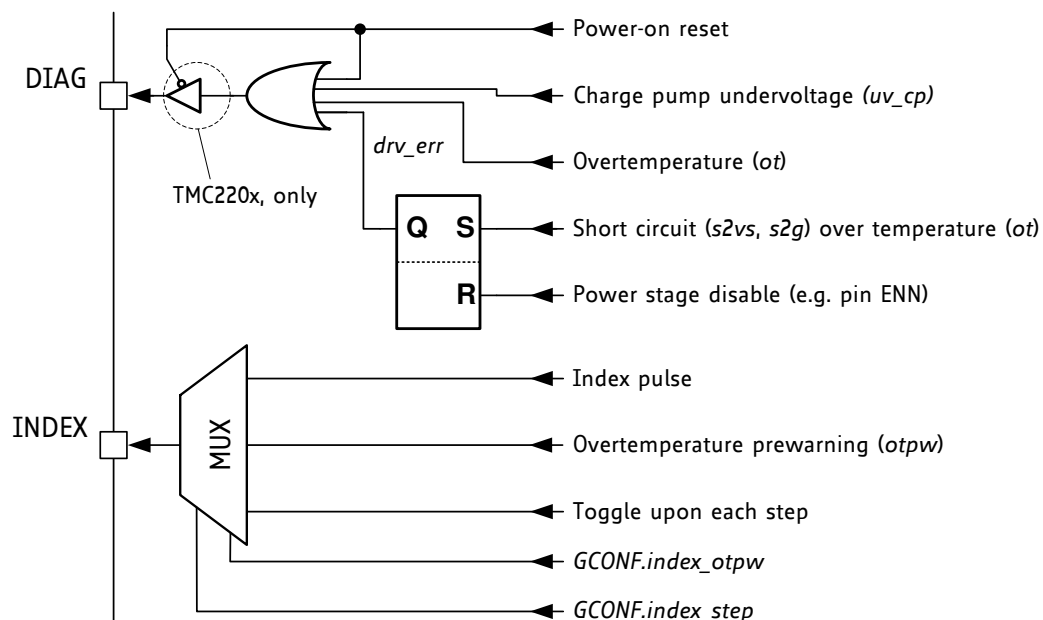 Power-on reset
DIAG
Charge pump undervoltage (uv_cp)
drv_err
Overtemperature (ot)
TMC220x, only
Q S
Short circuit (s2vs, s2g) over temperature (ot)
R
Power stage disable (e.g. pin ENN)
Index pulse
INDEX
MUX
Overtemperature prewarning (otpw)
Toggle upon each step
GCONF.index_otpw
GCONF.index_step